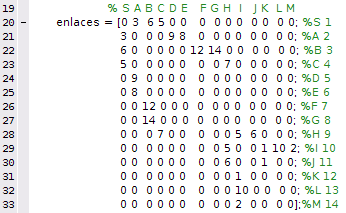 19 % S A B C D E F G H I J K L M
20 enlaces = [0 3 6 5 0 0 0 0 0 0 0 0 0 0; %S 1
21 3 0 0 0 9 8 0 0 0 0 0 0 0 0; %A 2
22 6 0 0 0 0 0 12 14 0 0 0 0 0 0; %B 3
23 5 0 0 0 0 0 0 0 7 0 0 0 0 0; %C 4
24 0 9 0 0 0 0 0 0 0 0 0 0 0 0; %D 5
25 0 8 0 0 0 0 0 0 0 0 0 0 0 0; %E 6
26 0 0 12 0 0 0 0 0 0 0 0 0 0 0; %F 7
27 0 0 14 0 0 0 0 0 0 0 0 0 0 0; %G 8
28 0 0 0 7 0 0 0 0 0 5 6 0 0 0; %H 9
29 0 0 0 0 0 0 0 0 5 0 0 1 10 2; %I 10
30 0 0 0 0 0 0 0 0 6 0 0 1 0 0; %J 11
31 0 0 0 0 0 0 0 0 0 1 0 0 0 0; %K 12
32 0 0 0 0 0 0 0 0 0 10 0 0 0 0; %L 13
33 0 0 0 0 0 0 0 0 0 2 0 0 0 0];%M 14